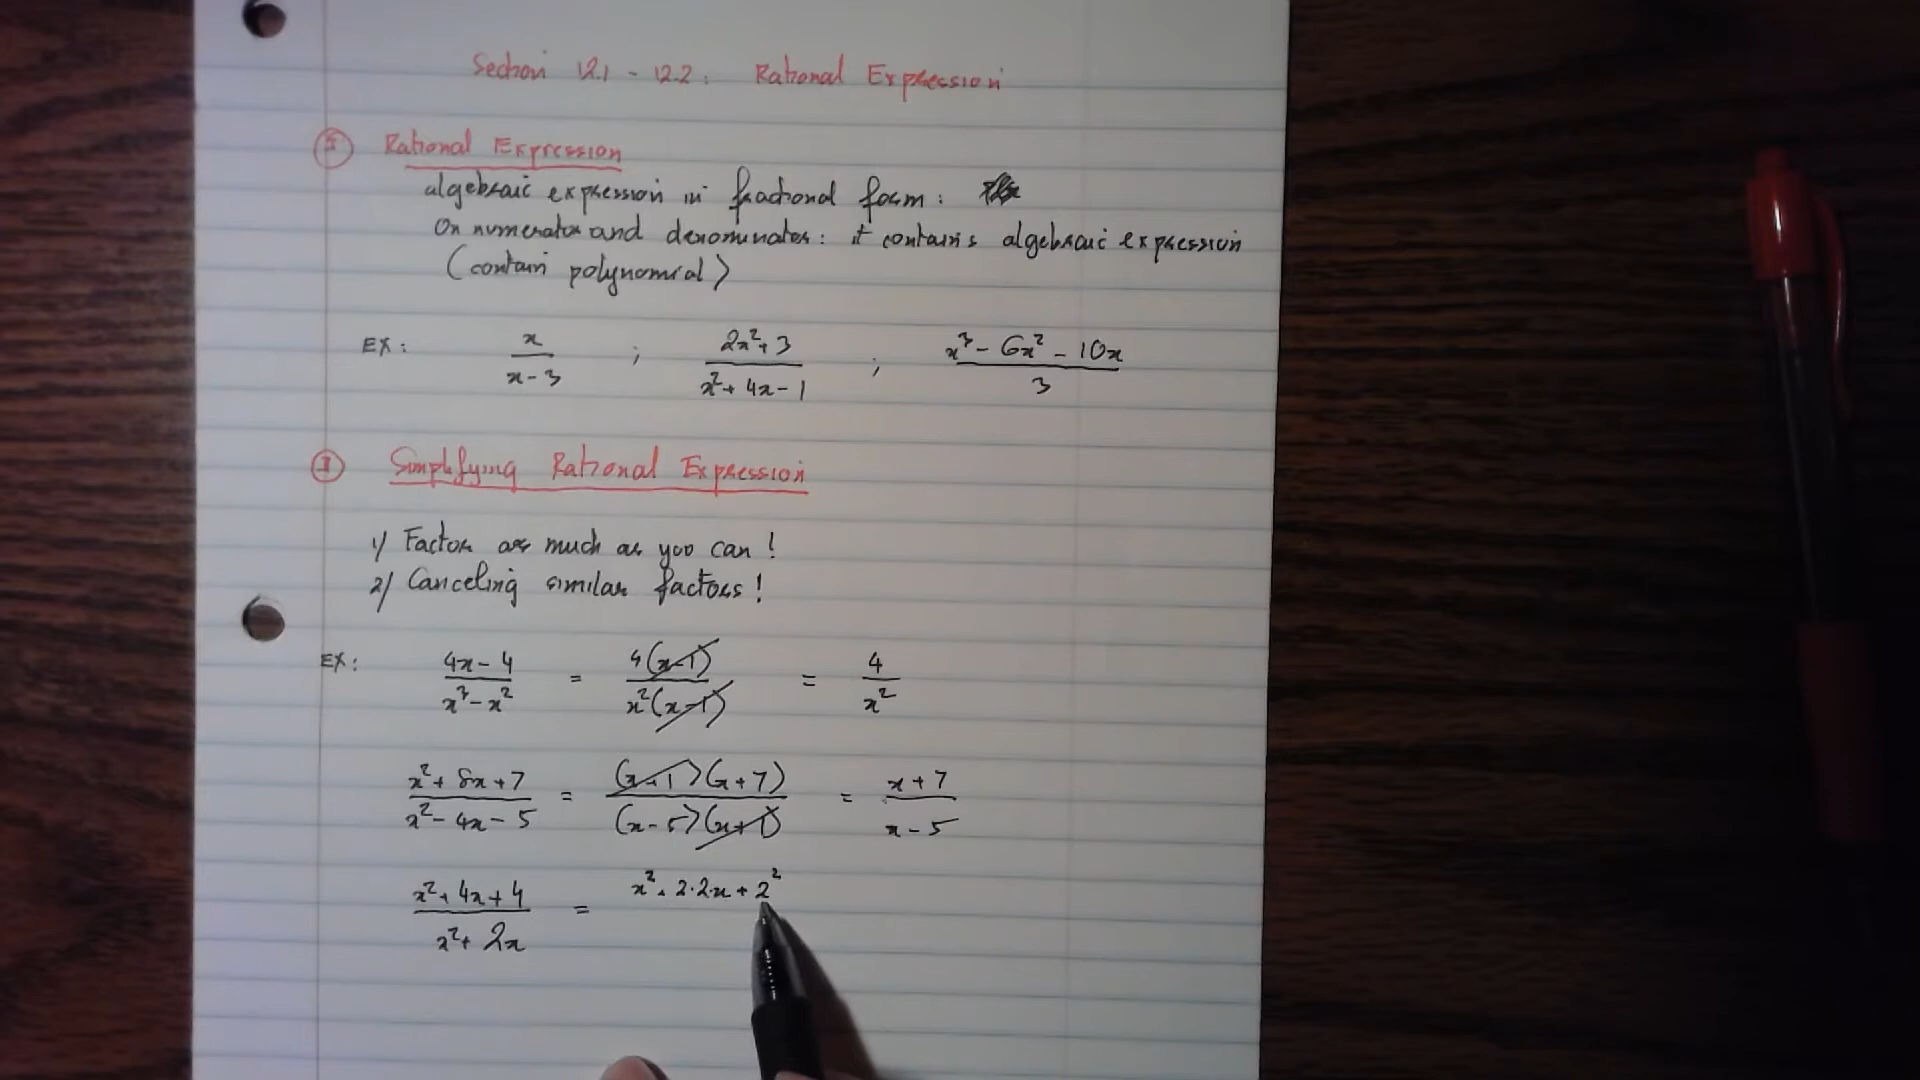 Section 12.1 - 12.2: Rational Expression
I Rational Expression
algebraic expression in fractional form:
On numerator and denominator: it contains algebraic expression
(contain polynomial)
EX: x/(x-3) ; (2x²+3)/(x²+4x-1) ; (x³-6x²-10x)/3
II Simplifying Rational Expression
1) Factor as much as you can!
2) Canceling similar factors!
EX: (4x-4)/(x³-x²) = 4(x-1)/x²(x-1) = 4/x²
(x²+8x+7)/(x²-4x-5) = (x+1)(x+7)/(x-5)(x+1) = (x+7)/(x-5)
(x²+4x+4)/(x²+2x) = x²+2·2·x+2²